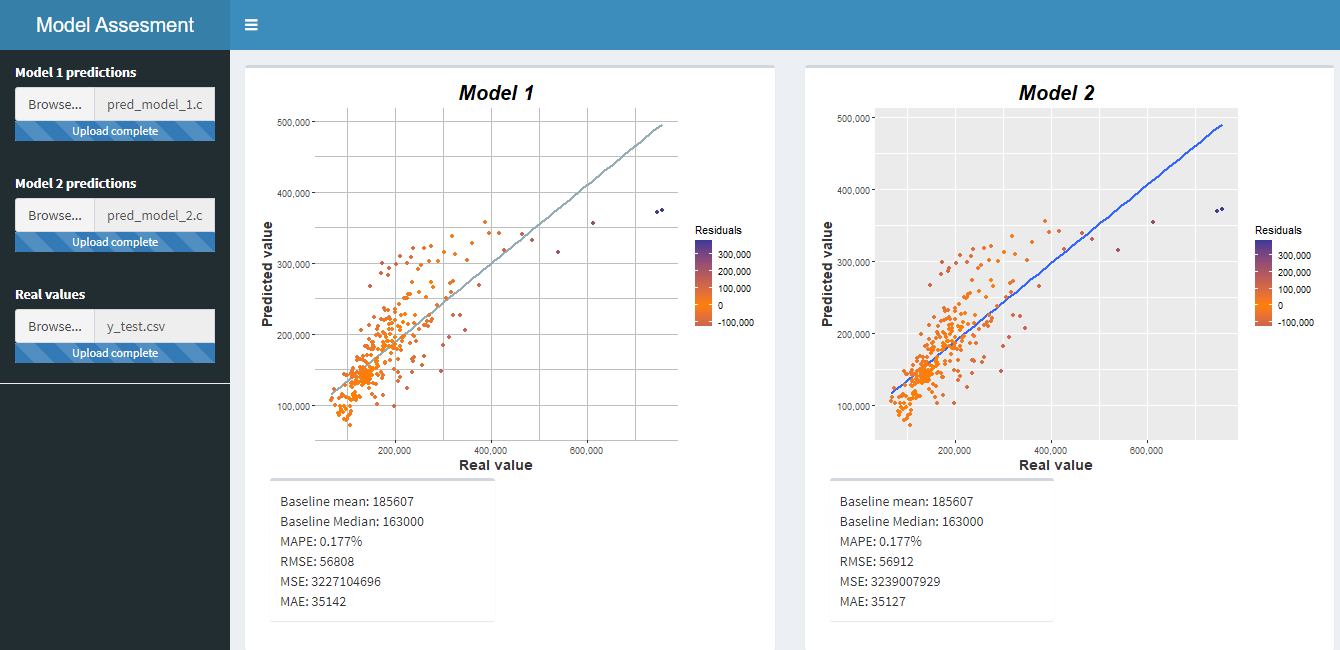 Model Assesment
Model 1 predictions
Browse... pred_model_1.c
Upload complete
Model 2 predictions
Browse... pred_model_2.c
Upload complete
Real values
Browse... y_test.csv
Upload complete
Model 1
500,000
400,000
300,000
200,000
100,000
Predicted value
200,000 400,000 600,000
Real value
Residuals
300,000
200,000
100,000
0
-100,000
Baseline mean: 185607
Baseline Median: 163000
MAPE: 0.177%
RMSE: 56808
MSE: 3227104696
MAE: 35142
Model 2
500,000
400,000
300,000
200,000
100,000
Predicted value
200,000 400,000 600,000
Real value
Residuals
300,000
200,000
100,000
0
-100,000
Baseline mean: 185607
Baseline Median: 163000
MAPE: 0.177%
RMSE: 56912
MSE: 3239007929
MAE: 35127